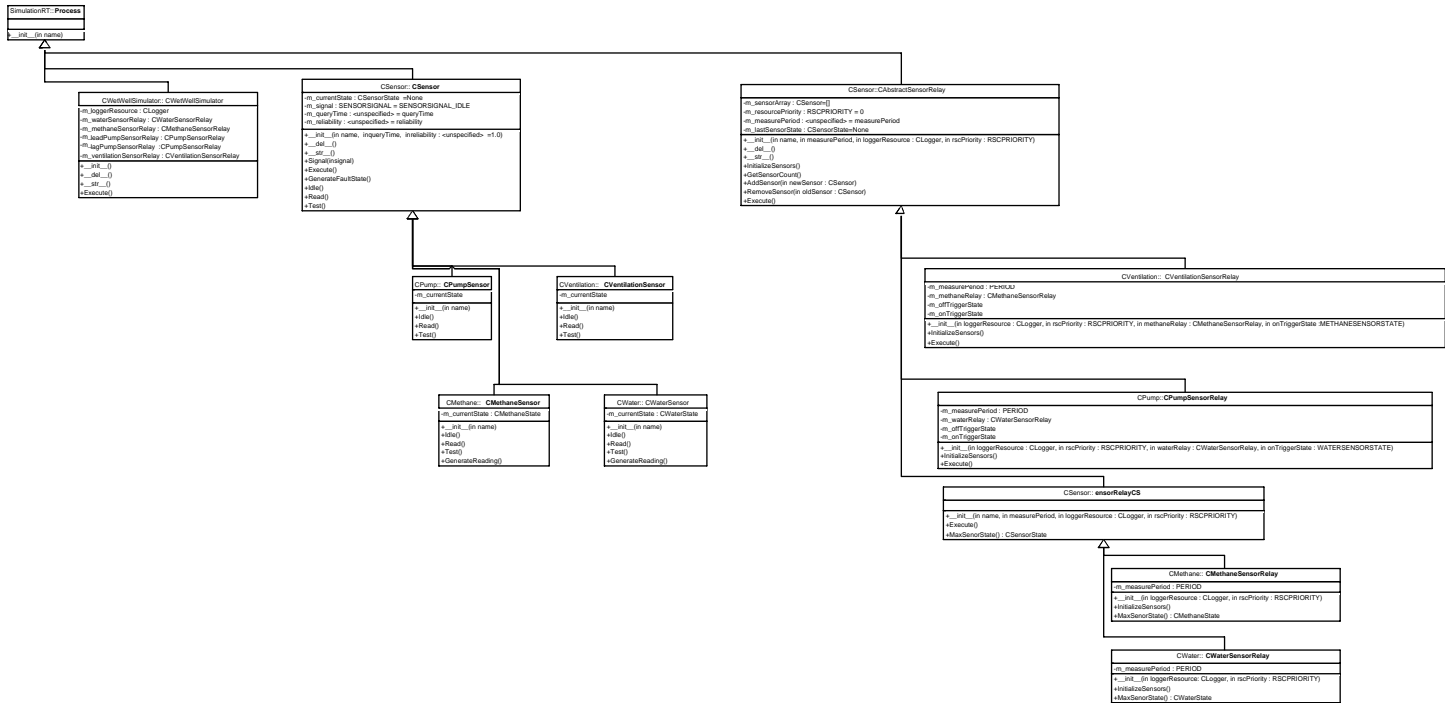 SimulationRT::Process
+__init__(in name)
CWetWellSimulator:: CWetWellSimulator
-m_loggerResource : CLogger
-m_waterSensorRelay : CWaterSensorRelay
-m_methaneSensorRelay : CMethaneSensorRelay
-m_leadPumpSensorRelay : CPumpSensorRelay
-m_lagPumpSensorRelay :CPumpSensorRelay
-m_ventilationSensorRelay : CVentilationSensorRelay
+__init__()
+__del__()
+__str__()
+Execute()
CSensor:: CSensor
-m_currentState : CSensorState =None
-m_signal : SENSORSIGNAL = SENSORSIGNAL_IDLE
-m_queryTime : <unspecified> = queryTime
-m_reliability : <unspecified> = reliability
+__init__(in name, inqueryTime, inreliability : <unspecified> =1.0)
+__del__()
+__str__()
+Signal(insignal)
+Execute()
+GenerateFaultState()
+Idle()
+Read()
+Test()
CSensor::CAbstractSensorRelay
-m_sensorArray : CSensor=[]
-m_resourcePriority : RSCPRIORITY = 0
-m_measurePeriod : <unspecified> = measurePeriod
-m_lastSensorState : CSensorState=None
+__init__(in name, in measurePeriod, in loggerResource : CLogger, in rscPriority : RSCPRIORITY)
+__del__()
+__str__()
+InitializeSensors()
+GetSensorCount()
+AddSensor(in newSensor : CSensor)
+RemoveSensor(in oldSensor : CSensor)
+Execute()
CPump:: CPumpSensor
-m_currentState
+__init__(in name)
+Idle()
+Read()
+Test()
CVentilation:: CVentilationSensor
-m_currentState
+__init__(in name)
+Idle()
+Read()
+Test()
CMethane:: CMethaneSensor
-m_currentState : CMethaneState
+__init__(in name)
+Idle()
+Read()
+Test()
+GenerateReading()
CWater:: CWaterSensor
-m_currentState : CWaterState
+__init__(in name)
+Idle()
+Read()
+Test()
+GenerateReading()
CVentilation:: CVentilationSensorRelay
-m_measurePeriod : PERIOD
-m_methaneRelay : CMethaneSensorRelay
-m_offTriggerState
-m_onTriggerState
+__init__(in loggerResource : CLogger, in rscPriority : RSCPRIORITY, in methaneRelay : CMethaneSensorRelay, in onTriggerState :METHANESENSORSTATE)
+InitializeSensors()
+Execute()
CPump::CPumpSensorRelay
-m_measurePeriod : PERIOD
-m_waterRelay : CWaterSensorRelay
-m_offTriggerState
-m_onTriggerState
+__init__(in loggerResource : CLogger, in rscPriority : RSCPRIORITY, in waterRelay : CWaterSensorRelay, in onTriggerState : WATERSENSORSTATE)
+InitializeSensors()
+Execute()
CSensor:: ensorRelayCS
+__init__(in name, in measurePeriod, in loggerResource : CLogger, in rscPriority : RSCPRIORITY)
+Execute()
+MaxSenorState() : CSensorState
CMethane:: CMethaneSensorRelay
-m_measurePeriod : PERIOD
+__init__(in loggerResource : CLogger, in rscPriority : RSCPRIORITY)
+InitializeSensors()
+MaxSenorState() : CMethaneState
CWater:: CWaterSensorRelay
-m_measurePeriod : PERIOD
+__init__(in loggerResource: CLogger, in rscPriority : RSCPRIORITY)
+InitializeSensors()
+MaxSenorState() : CWaterState